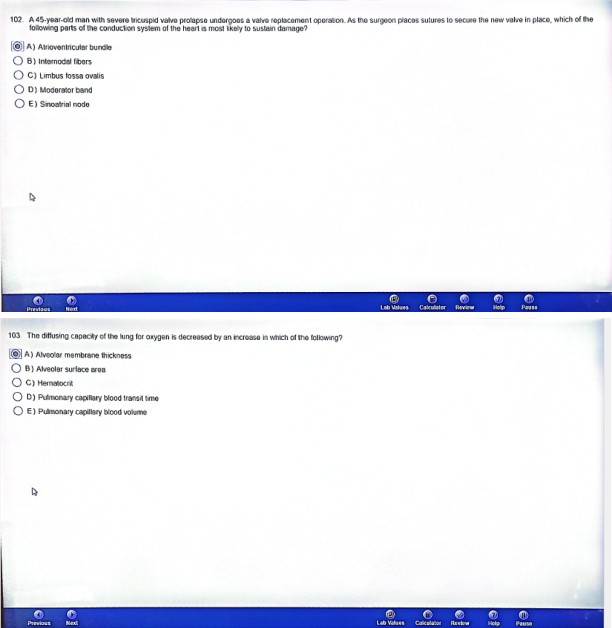 102. A 45-year-old man with severe tricuspid valve prolapse undergoes a valve replacement operation. As the surgeon places sutures to secure the new valve in place, which of the
following parts of the conduction system of the heart is most likely to sustain damage?
A) Atrioventricular bundle
B) Internodal fibers
C) Limbus fossa ovalis
D) Moderator band
E) Sinoatrial node
Previous Next Lab Values Calculator Review Help Pause
103. The diffusing capacity of the lung for oxygen is decreased by an increase in which of the following?
A) Alveolar membrane thickness
B) Alveolar surface area
C) Hematocrit
D) Pulmonary capillary blood transit time
E) Pulmonary capillary blood volume
Previous Next Lab Values Calculator Review Help Pause